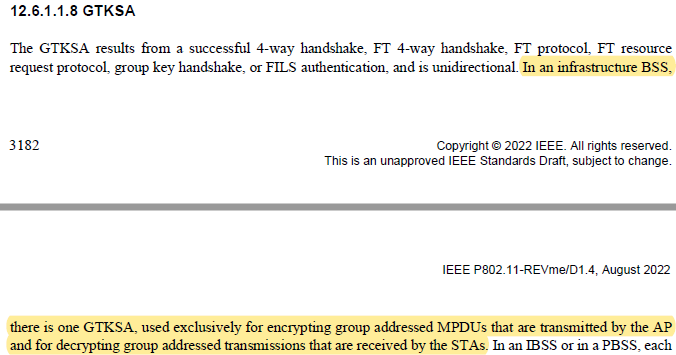 12.6.1.1.8 GTKSA
The GTKSA results from a successful 4-way handshake, FT 4-way handshake, FT protocol, FT resource
request protocol, group key handshake, or FILS authentication, and is unidirectional. In an infrastructure BSS,
3182
Copyright © 2022 IEEE. All rights reserved.
This is an unapproved IEEE Standards Draft, subject to change.
IEEE P802.11-REVme/D1.4, August 2022
there is one GTKSA, used exclusively for encrypting group addressed MPDUs that are transmitted by the AP
and for decrypting group addressed transmissions that are received by the STAs. In an IBSS or in a PBSS, each